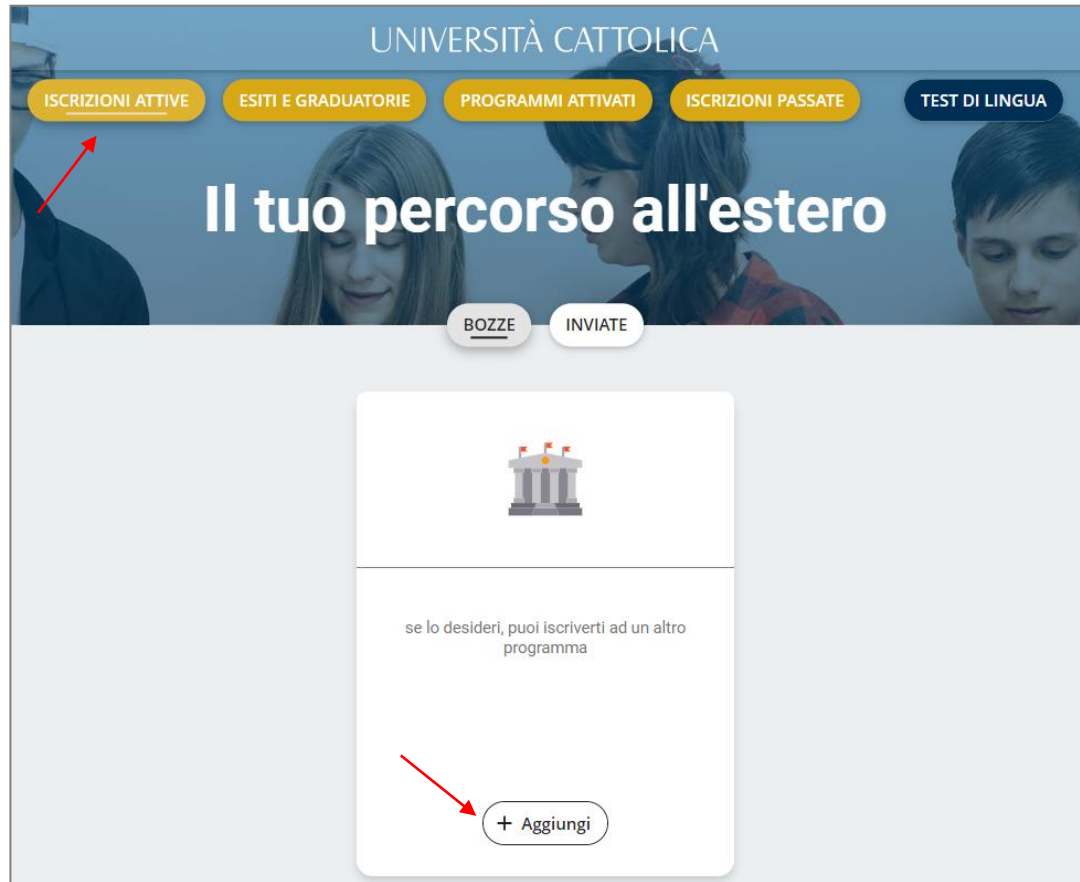 UNIVERSITÀ CATTOLICA
ISCRIZIONI ATTIVE
ESITI E GRADUATORIE
PROGRAMMI ATTIVATI
ISCRIZIONI PASSATE
TEST DI LINGUA
Il tuo percorso all'estero
BOZZE
INVIATE
se lo desideri, puoi iscriverti ad un altro
programma
+ Aggiungi